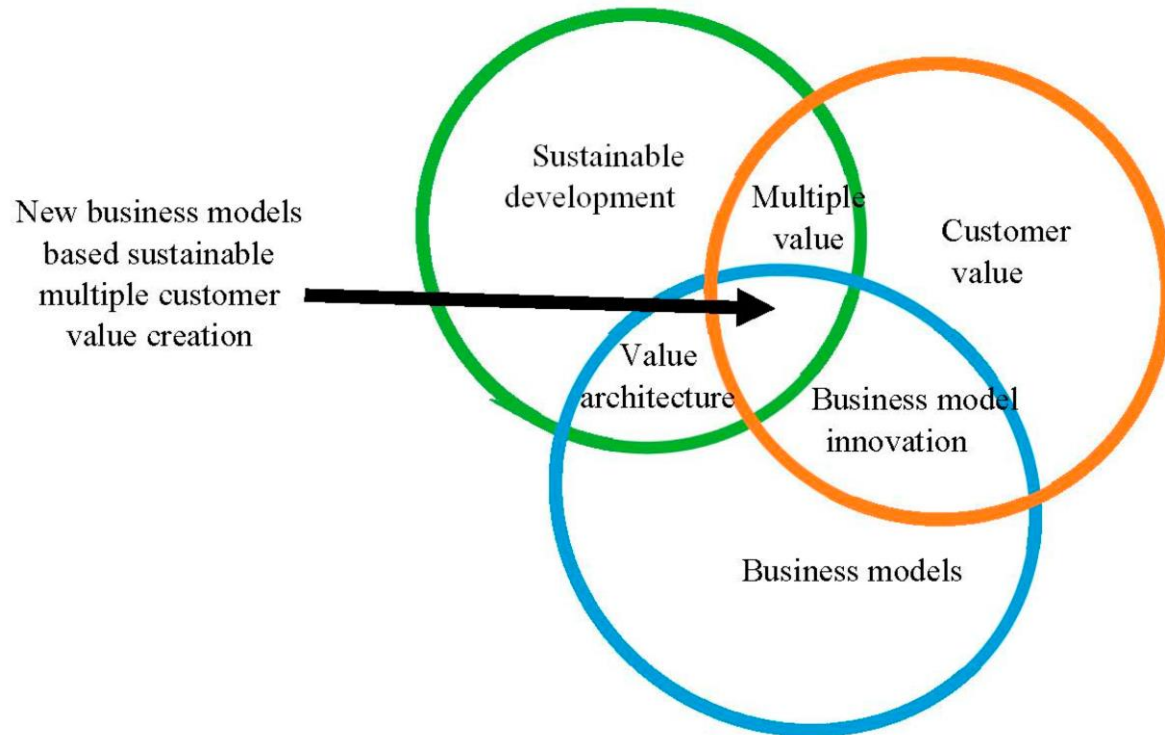 New business models
based sustainable
multiple customer
value creation
Sustainable
development
Multiple
value
Customer
value
Value
architecture
Business model
innovation
Business models